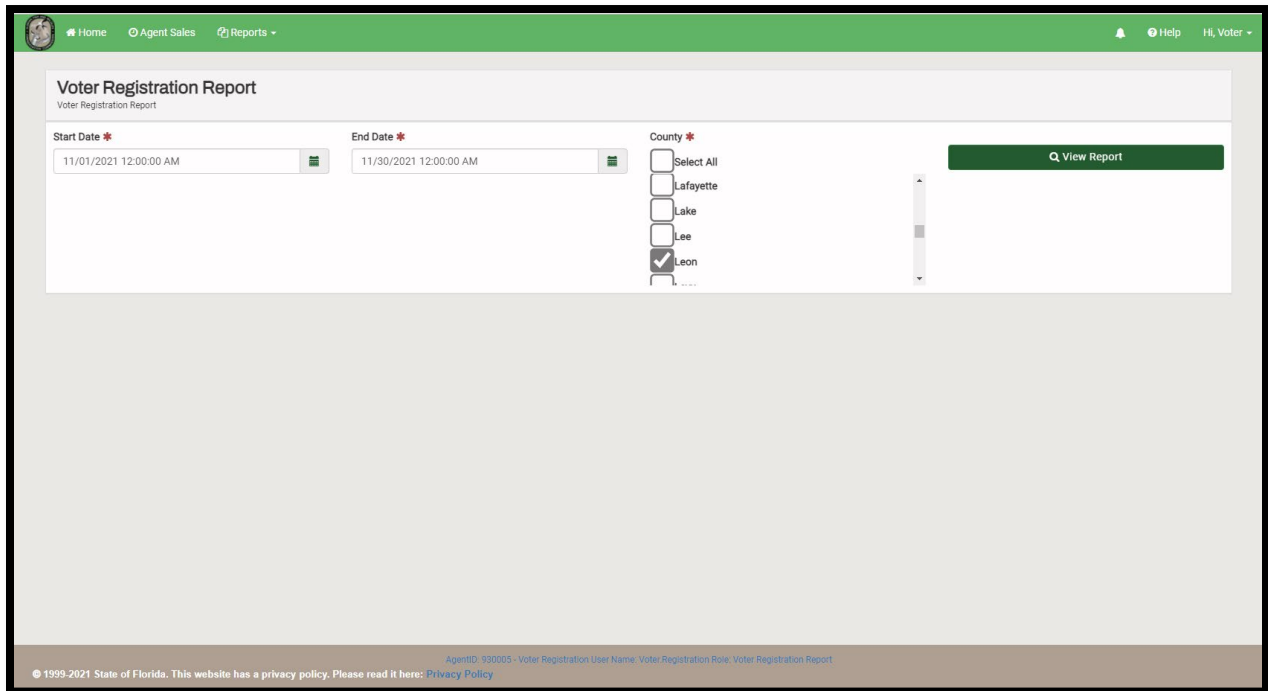 Home Agent Sales Reports Help Hi, Voter
Voter Registration Report
Voter Registration Report
Start Date * End Date * County *
11/01/2021 12:00:00 AM 11/30/2021 12:00:00 AM Select All View Report
Lafayette
Lake
Lee
Leon
AgentID: 930005 - Voter Registration User Name: Voter.Registration Role: Voter Registration Report
© 1999-2021 State of Florida. This website has a privacy policy. Please read it here: Privacy Policy